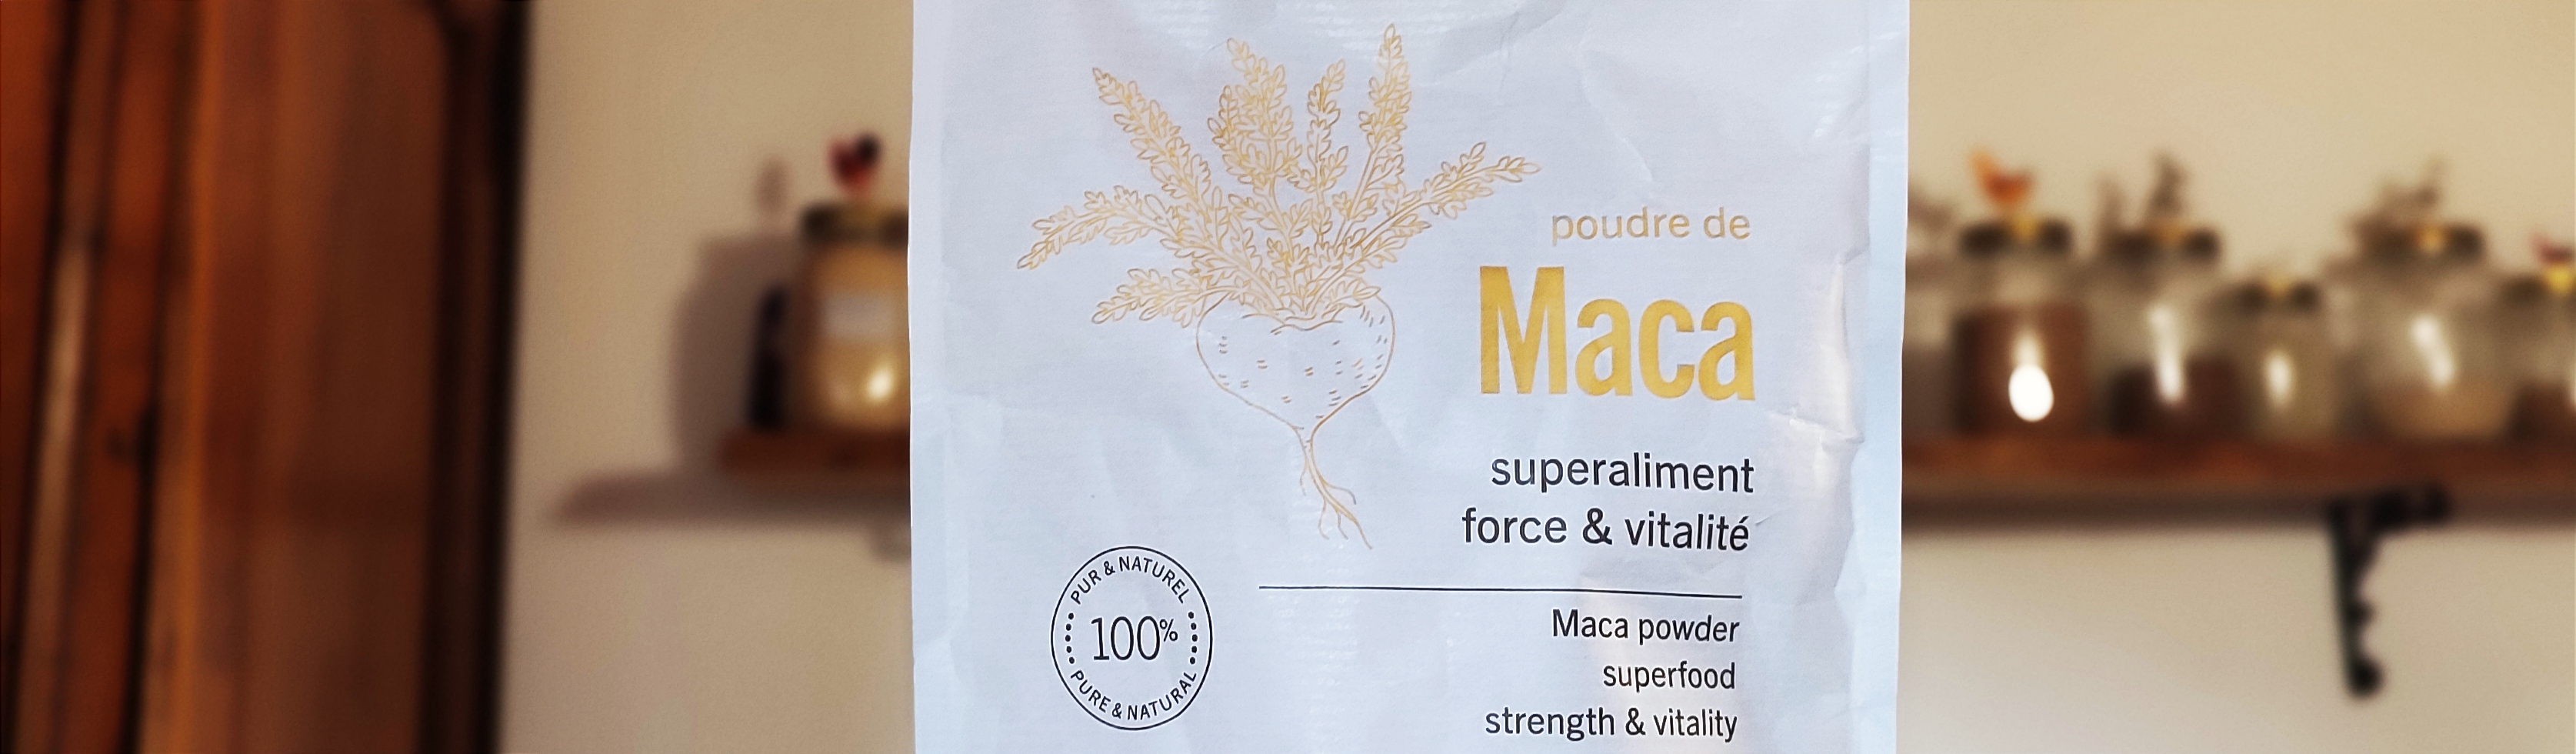 poudre de
Maca
superaliment
force & vitalité
PUR & NATUREL
100%
PURE & NATURAL
Maca powder
superfood
strength & vitality